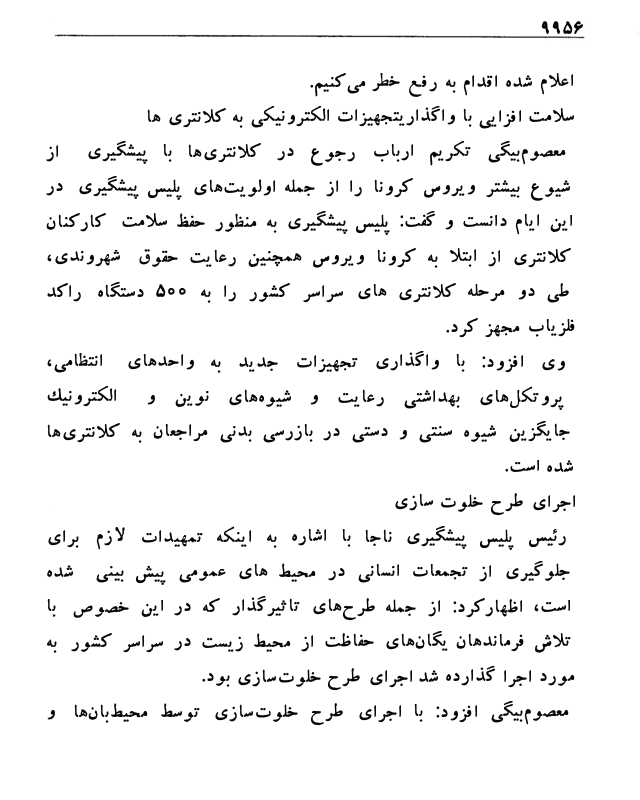 ۹۹۵۶
اعلام شده اقدام به رفع خطر می‌کنیم.
سلامت افزایی با واگذاریتجهیزات الکترونیکی به کلانتری ها
معصوم‌بیگی تکریم ارباب رجوع در کلانتری‌ها با پیشگیری از
شیوع بیشتر ویروس کرونا را از جمله اولویت‌های پلیس پیشگیری در
این ایام دانست و گفت: پلیس پیشگیری به منظور حفظ سلامت کارکنان
کلانتری از ابتلا به کرونا ویروس همچنین رعایت حقوق شهروندی،
طی دو مرحله کلانتری های سراسر کشور را به ۵۰۰ دستگاه راکد
فلزیاب مجهز کرد.
وی افزود: با واگذاری تجهیزات جدید به واحدهای انتظامی،
پروتکل‌های بهداشتی رعایت و شیوه‌های نوین و الکترونیك
جایگزین شیوه سنتی و دستی در بازرسی بدنی مراجعان به کلانتری‌ها
شده است.
اجرای طرح خلوت سازی
رئیس پلیس پیشگیری ناجا با اشاره به اینکه تمهیدات لازم برای
جلوگیری از تجمعات انسانی در محیط های عمومی پیش بینی شده
است، اظهارکرد: از جمله طرح‌های تاثیرگذار که در این خصوص با
تلاش فرماندهان یگان‌های حفاظت از محیط زیست در سراسر کشور به
مورد اجرا گذارده شد اجرای طرح خلوت‌سازی بود.
معصوم‌بیگی افزود: با اجرای طرح خلوت‌سازی توسط محیط‌بان‌ها و